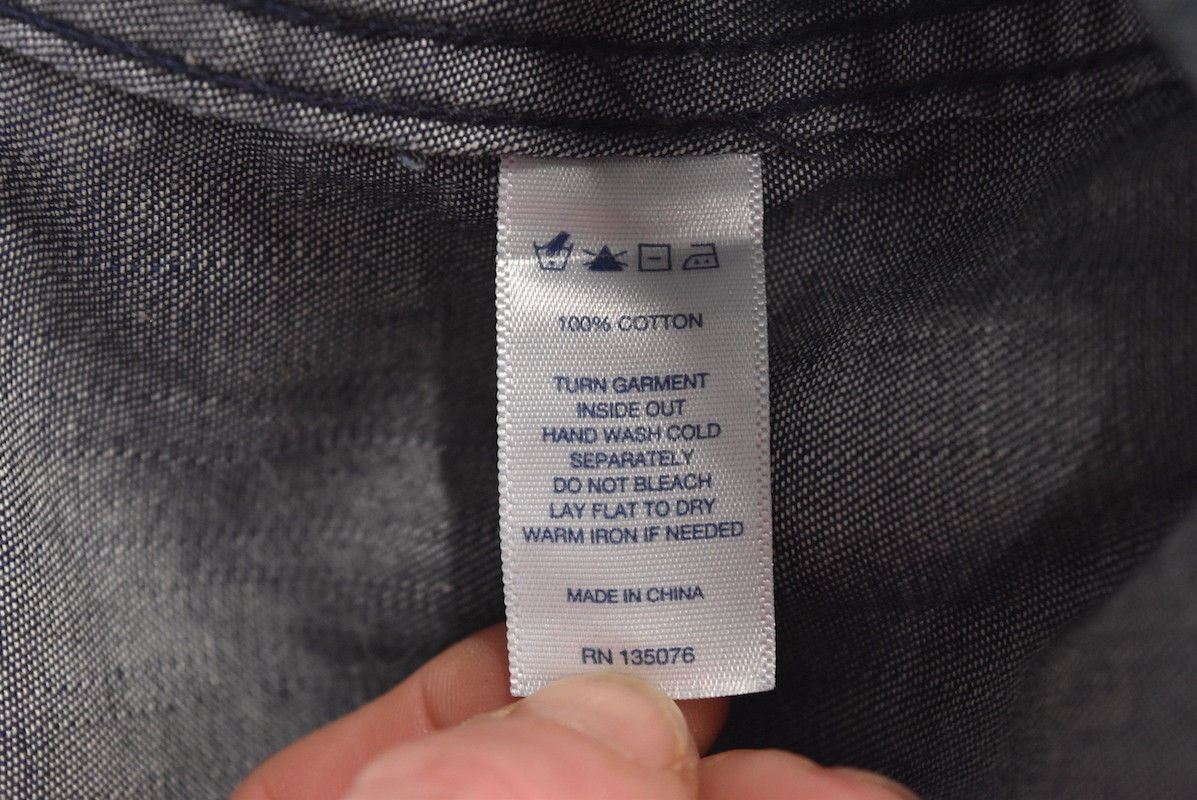 100% COTTON
TURN GARMENT
INSIDE OUT
HAND WASH COLD
SEPARATELY
DO NOT BLEACH
LAY FLAT TO DRY
WARM IRON IF NEEDED
MADE IN CHINA
RN 135076